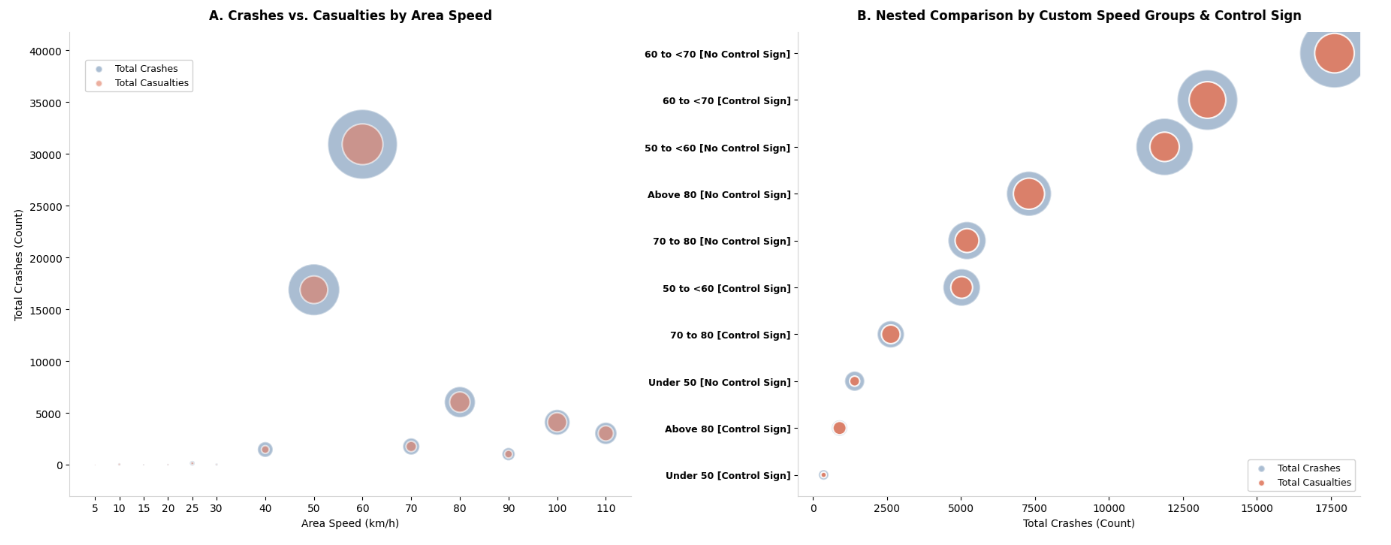 A. Crashes vs. Casualties by Area Speed
Total Crashes (Count)
40000
35000
30000
25000
20000
15000
10000
5000
0
Total Crashes
Total Casualties
5 10 15 20 25 30 40 50 60 70 80 90 100 110
Area Speed (km/h)
B. Nested Comparison by Custom Speed Groups & Control Sign
60 to <70 [No Control Sign]
60 to <70 [Control Sign]
50 to <60 [No Control Sign]
Above 80 [No Control Sign]
70 to 80 [No Control Sign]
50 to <60 [Control Sign]
70 to 80 [Control Sign]
Under 50 [No Control Sign]
Above 80 [Control Sign]
Under 50 [Control Sign]
Total Crashes
Total Casualties
0 2500 5000 7500 10000 12500 15000 17500
Total Crashes (Count)